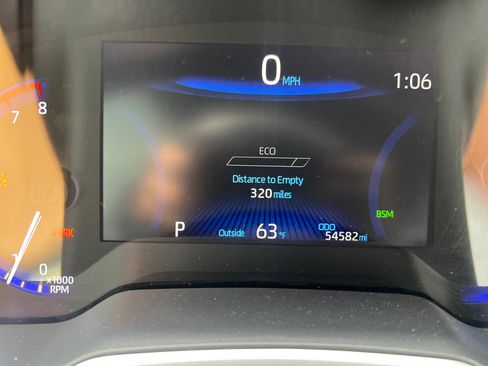 0 MPH
1:06
8
7
ECO
Distance to Empty
320 miles
BSM
P
Outside 63 °F
ODO
54582 mi
1
0
x1000
RPM